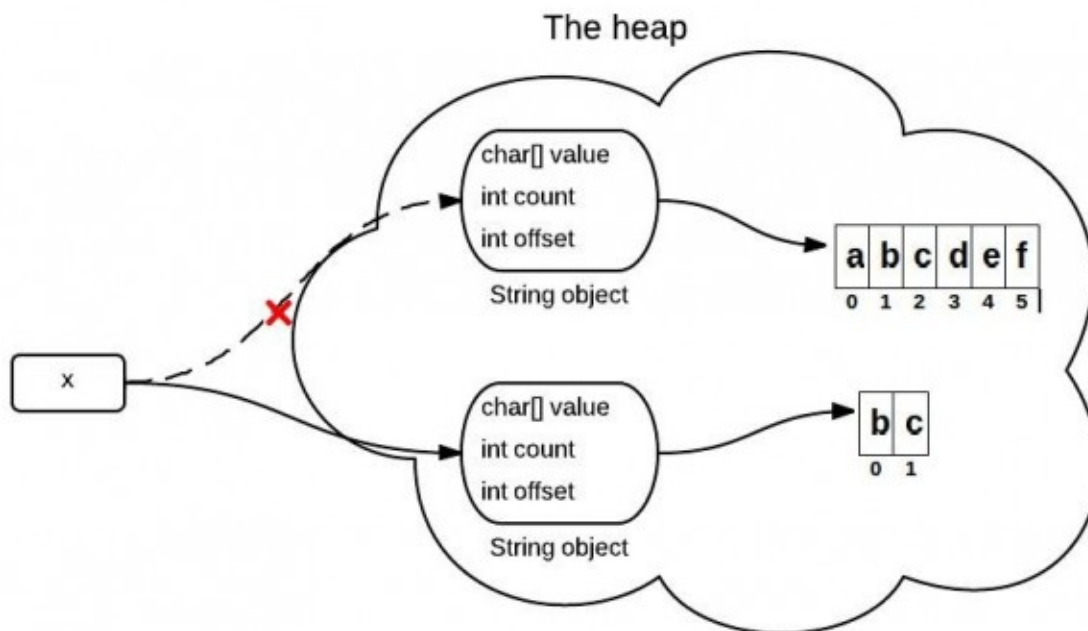 The heap
char[] value
int count
int offset
String object
a b c d e f
0 1 2 3 4 5
x
char[] value
int count
int offset
String object
b c
0 1